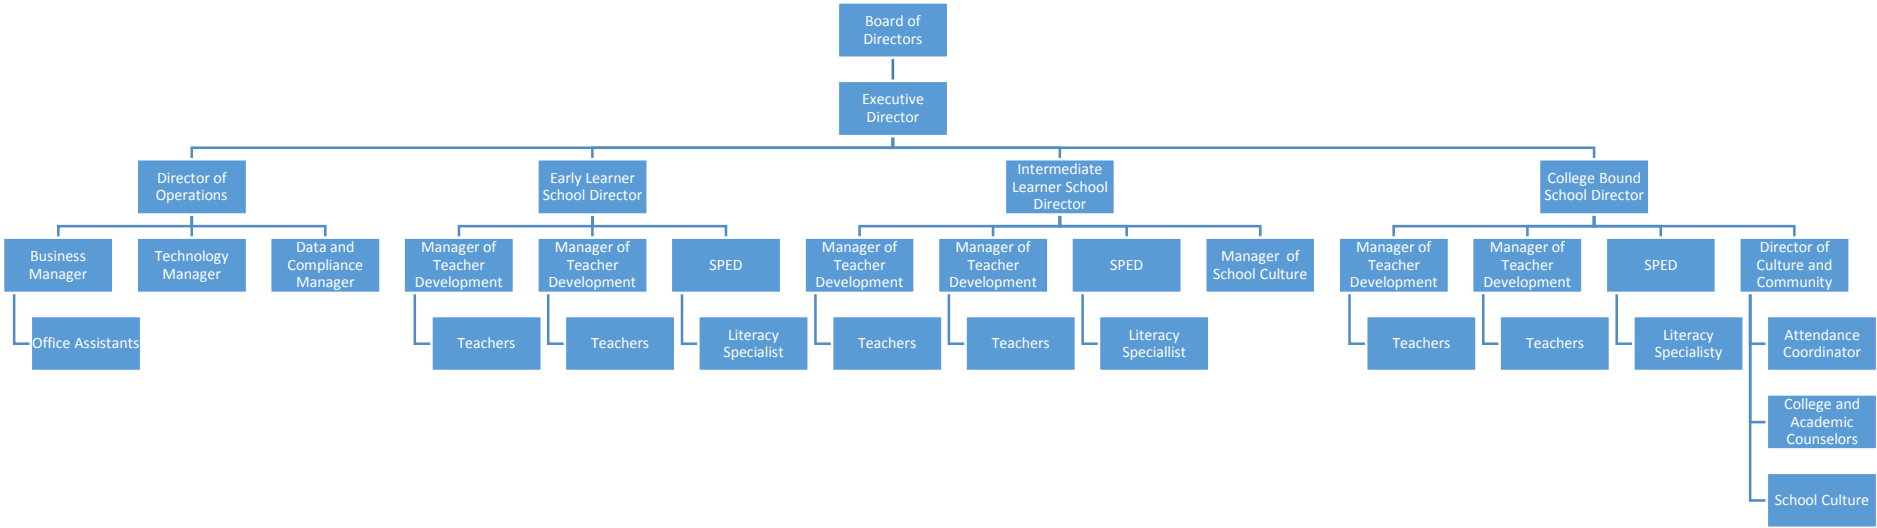 Board of
Directors
Executive
Director
Director of
Operations
Early Learner
School Director
Intermediate
Learner School
Director
College Bound
School Director
Business
Manager
Technology
Manager
Data and
Compliance
Manager
Manager of
Teacher
Development
Manager of
Teacher
Development
SPED
Manager of
Teacher
Development
Manager of
Teacher
Development
SPED
Manager of
School Culture
Manager of
Teacher
Development
Manager of
Teacher
Development
SPED
Director of
Culture and
Community
Office Assistants
Teachers
Teachers
Literacy
Specialist
Teachers
Teachers
Literacy
Speciallist
Teachers
Teachers
Literacy
Specialisty
Attendance
Coordinator
College and
Academic
Counselors
School Culture